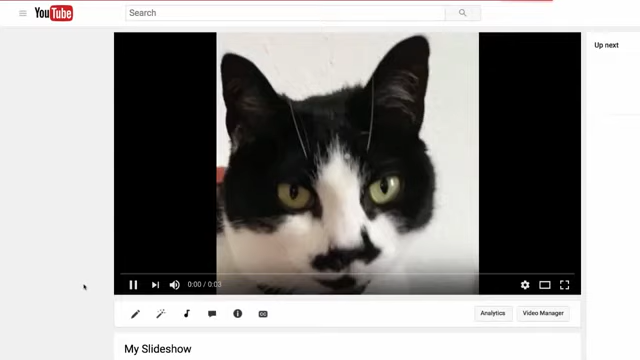 YouTube
Search
Up next
0:00 / 0:03
Analytics
Video Manager
My Slideshow